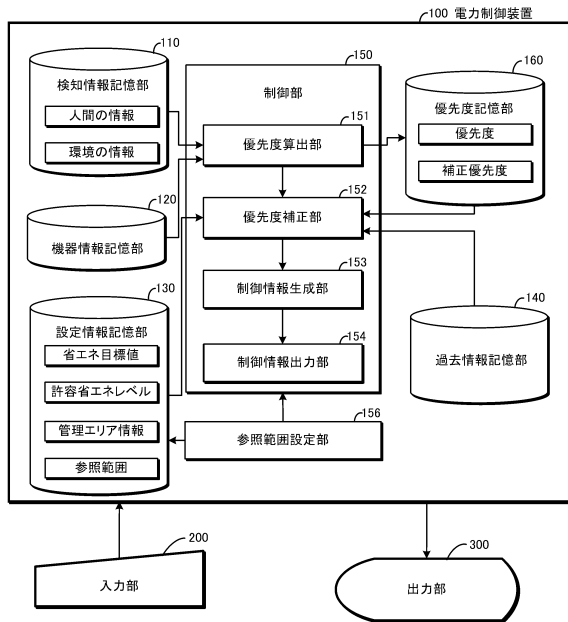 100 電力制御装置
110
検知情報記憶部
人間の情報
環境の情報
120
機器情報記憶部
130
設定情報記憶部
省エネ目標値
許容省エネレベル
管理エリア情報
参照範囲
150
制御部
151
優先度算出部
152
優先度補正部
153
制御情報生成部
154
制御情報出力部
156
参照範囲設定部
160
優先度記憶部
優先度
補正優先度
140
過去情報記憶部
200
入力部
300
出力部